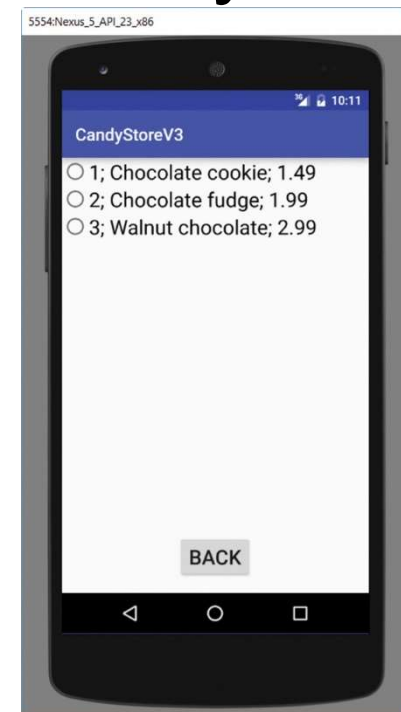 5554:Nexus_5_API_23_x86
3G 10:11
CandyStoreV3
1; Chocolate cookie; 1.49
2; Chocolate fudge; 1.99
3; Walnut chocolate; 2.99
BACK